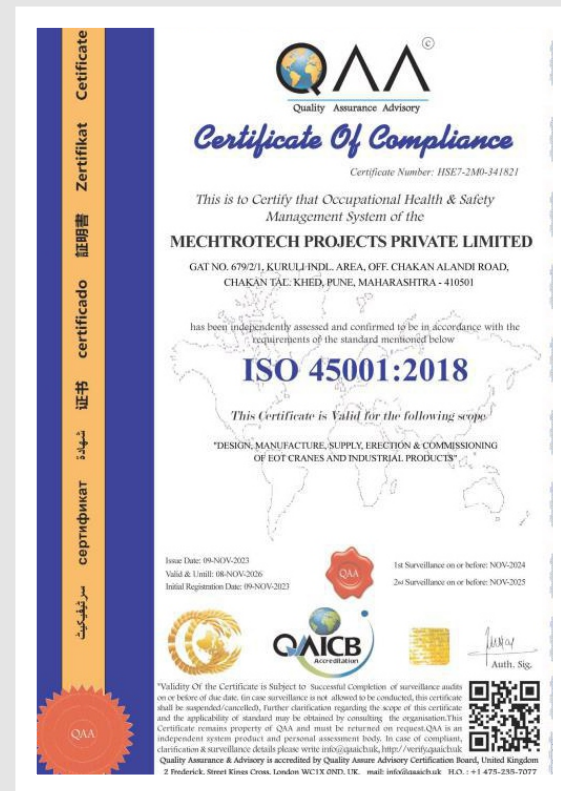 Cetificate
Zertifikat
証明書
certificado
证书
شهادة
сертификат
سرٹیفیکیٹ
QAA
©
Quality Assurance Advisory
Certificate Of Compliance
Certificate Number: HSE7-2M0-341821
This is to Certify that Occupational Health & Safety
Management System of the
MECHTROTECH PROJECTS PRIVATE LIMITED
GAT NO. 679/2/1, KURULI INDL. AREA, OFF. CHAKAN ALANDI ROAD,
CHAKAN TAL: KHED, PUNE, MAHARASHTRA - 410501
has been independently assessed and confirmed to be in accordance with the
requirements of the standard mentioned below
ISO 45001:2018
This Certificate is Valid for the following scope
"DESIGN, MANUFACTURE, SUPPLY, ERECTION & COMMISSIONING
OF EOT CRANES AND INDUSTRIAL PRODUCTS"
Issue Date: 09-NOV-2023
Valid & Untill: 08-NOV-2026
Initial Registration Date: 09-NOV-2023
QAA
1st Surveillance on or before: NOV-2024
2nd Surveillance on or before: NOV-2025
QAICB
Accreditation
Auth. Sig.
"Validity Of the Certificate is Subject to Successful Completion of surveillance audits
on or before of due date. (in case surveillance is not allowed to be conducted, this certificate
shall be suspended/cancelled), Further clarification regarding the scope of this certificate
and the applicability of standard may be obtained by consulting the organisation.This
Certificate remains property of QAA and must be returned on request.QAA is an
independent system product and personal assessment body. In case of compliant,
clarification & surveillance details please write info@qaaicb.uk, http://verify.qaaicb.uk
Quality Assurance & Advisory is accredited by Quality Assure Advisory Certification Board, United Kingdom
2 Frederick, Street Kings Cross, London WC1X 0ND, UK, mail: info@qaaicb.uk H.O. : +1 475-235-7077
QAA